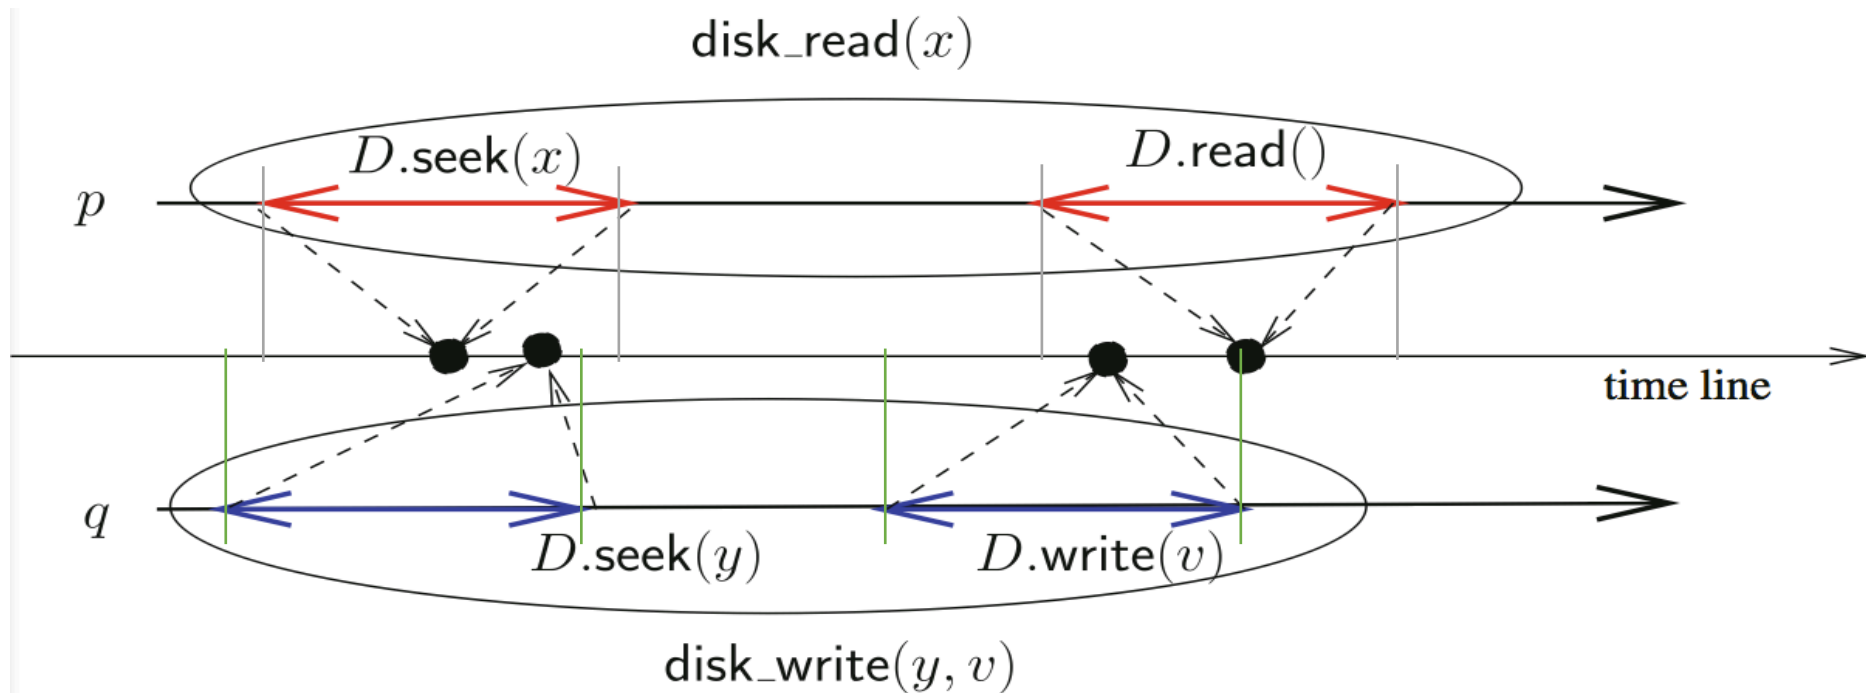 disk_read(x)
D.seek(x)
D.read()
p
time line
q
D.seek(y)
D.write(v)
disk_write(y, v)